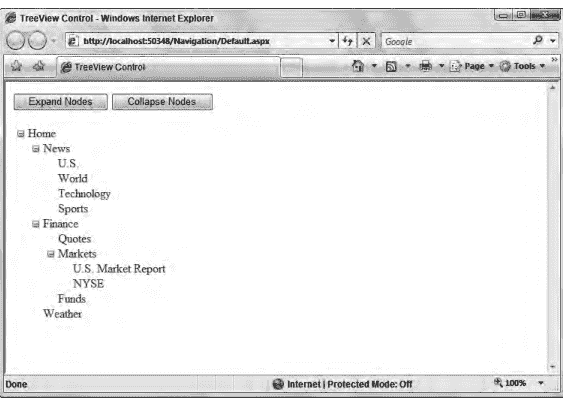 TreeView Control - Windows Internet Explorer
http://localhost:50348/Navigation/Default.aspx
Google
TreeView Control
Page
Tools
Expand Nodes Collapse Nodes
Home
News
U.S.
World
Technology
Sports
Finance
Quotes
Markets
U.S. Market Report
NYSE
Funds
Weather
Done Internet | Protected Mode: Off 100%